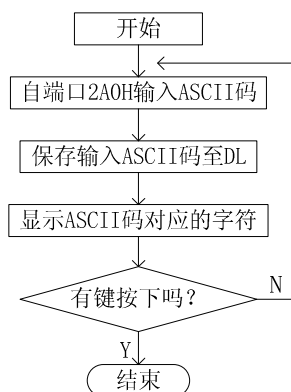 开始
自端口2A0H输入ASCII码
保存输入ASCII码至DL
显示ASCII码对应的字符
有键按下吗?
N
Y
结束